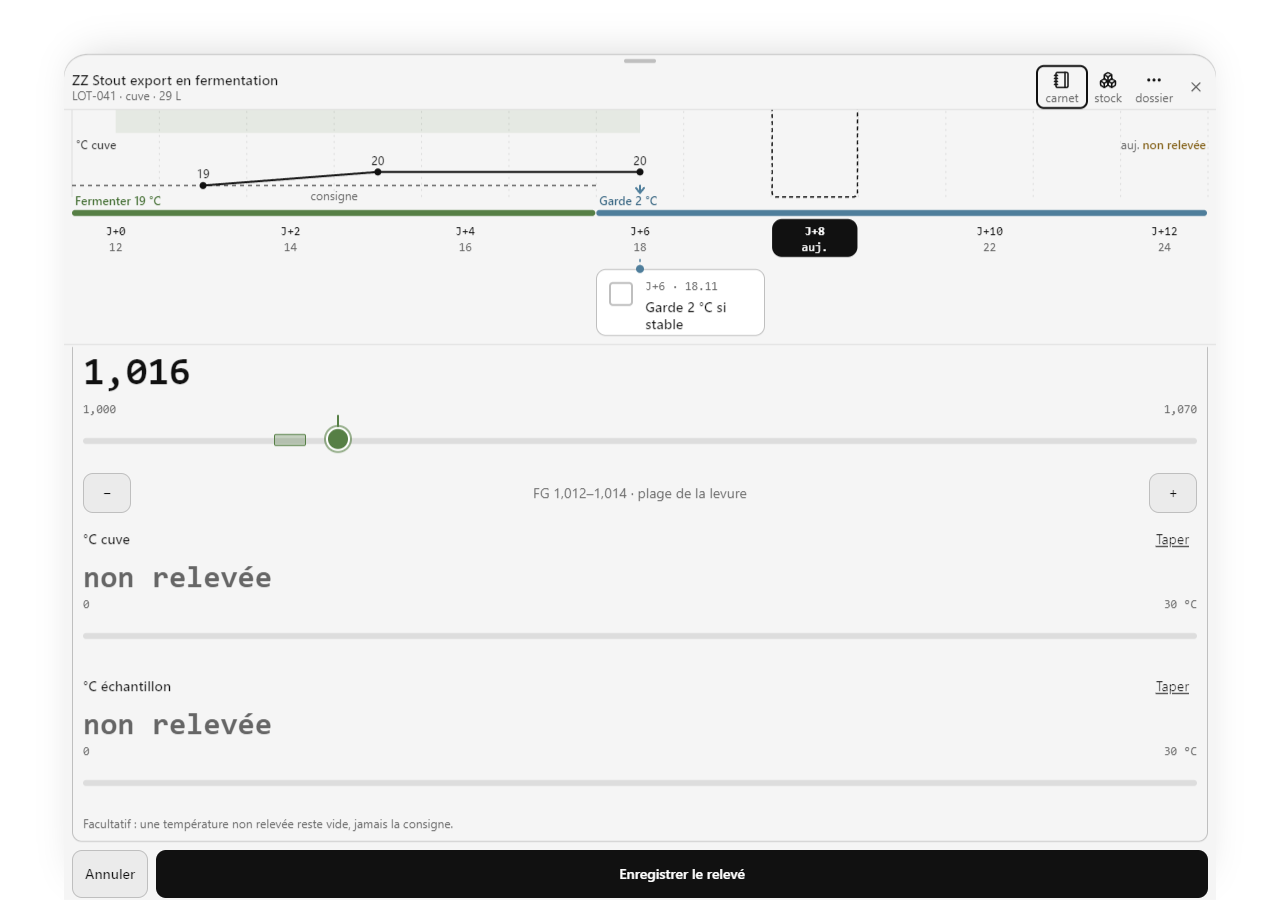 ZZ Stout export en fermentation
LOT-041 · cuve · 29 L
carnet
stock
dossier
°C cuve
auj. non relevée
19
20
20
consigne
Fermenter 19 °C
Garde 2 °C
J+0
12
J+2
14
J+4
16
J+6
18
J+8
auj.
J+10
22
J+12
24
J+6 · 18.11
Garde 2 °C si
stable
1,016
1,000
1,070
−
FG 1,012–1,014 · plage de la levure
+
°C cuve
Taper
non relevée
0
30 °C
°C échantillon
Taper
non relevée
0
30 °C
Facultatif : une température non relevée reste vide, jamais la consigne.
Annuler
Enregistrer le relevé